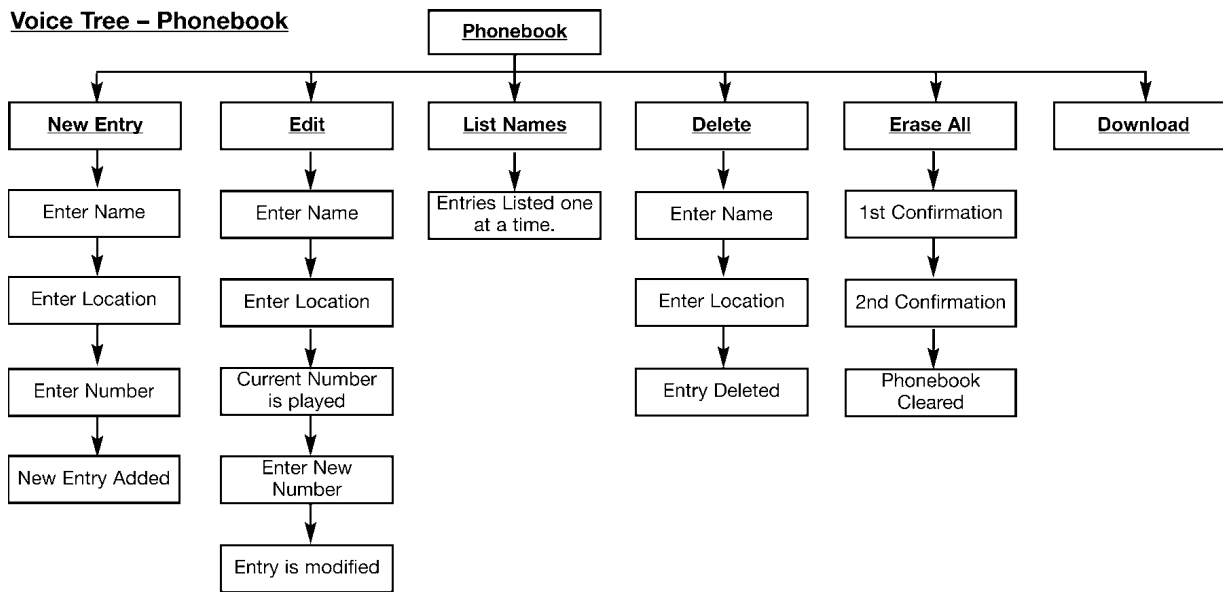 Voice Tree – Phonebook
Phonebook
New Entry
Edit
List Names
Delete
Erase All
Download
Enter Name
Enter Name
Entries Listed one
at a time.
Enter Name
1st Confirmation
Enter Location
Enter Location
Enter Location
2nd Confirmation
Enter Number
Current Number
is played
Entry Deleted
Phonebook
Cleared
New Entry Added
Enter New
Number
Entry is modified